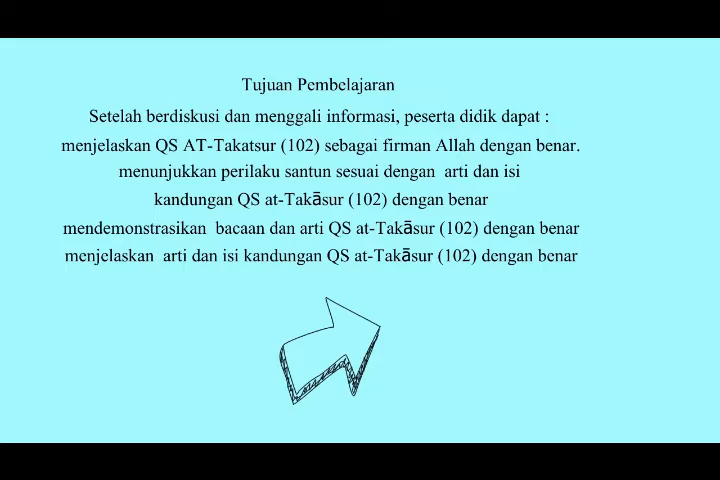 Tujuan Pembelajaran
Setelah berdiskusi dan menggali informasi, peserta didik dapat :
menjelaskan QS AT-Takatsur (102) sebagai firman Allah dengan benar.
menunjukkan perilaku santun sesuai dengan  arti dan isi
kandungan QS at-Takāsur (102) dengan benar
mendemonstrasikan  bacaan dan arti QS at-Takāsur (102) dengan benar
menjelaskan  arti dan isi kandungan QS at-Takāsur (102) dengan benar